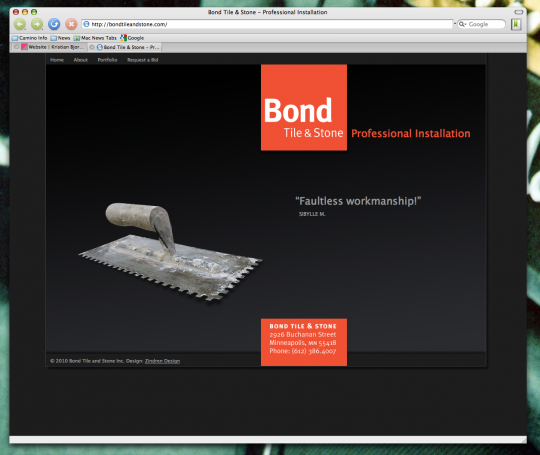 Bond Tile & Stone – Professional Installation
http://bondtileandstone.com/
Google
Camino Info News Mac News Tabs Google
Website | Kristian Bjor... Bond Tile & Stone – Pr...
Home About Portfolio Request a Bid
Bond
Tile & Stone Professional Installation
“Faultless workmanship!”
SIBYLLE M.
BOND TILE & STONE
2926 Buchanan Street
Minneapolis, MN 55418
Phone: (612) 386.4007
© 2010 Bond Tile and Stone Inc. Design: Zindren Design